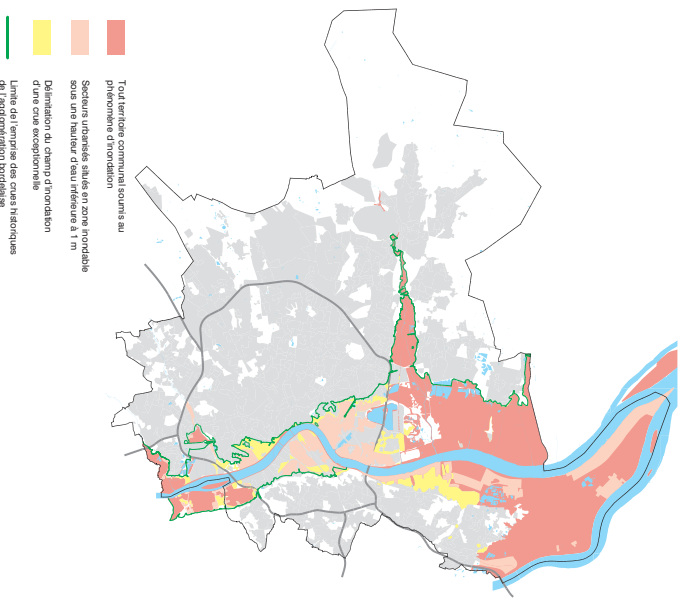 Tout territoire communal soumis au
phénomène d'inondation
Secteurs urbanisés situés en zone inondable
sous une hauteur d'eau inférieure à 1 m
Délimitation du champ d'inondation
d'une crue exceptionnelle
Limite de l'emprise des crues historiques
de l'agglomération bordelaise